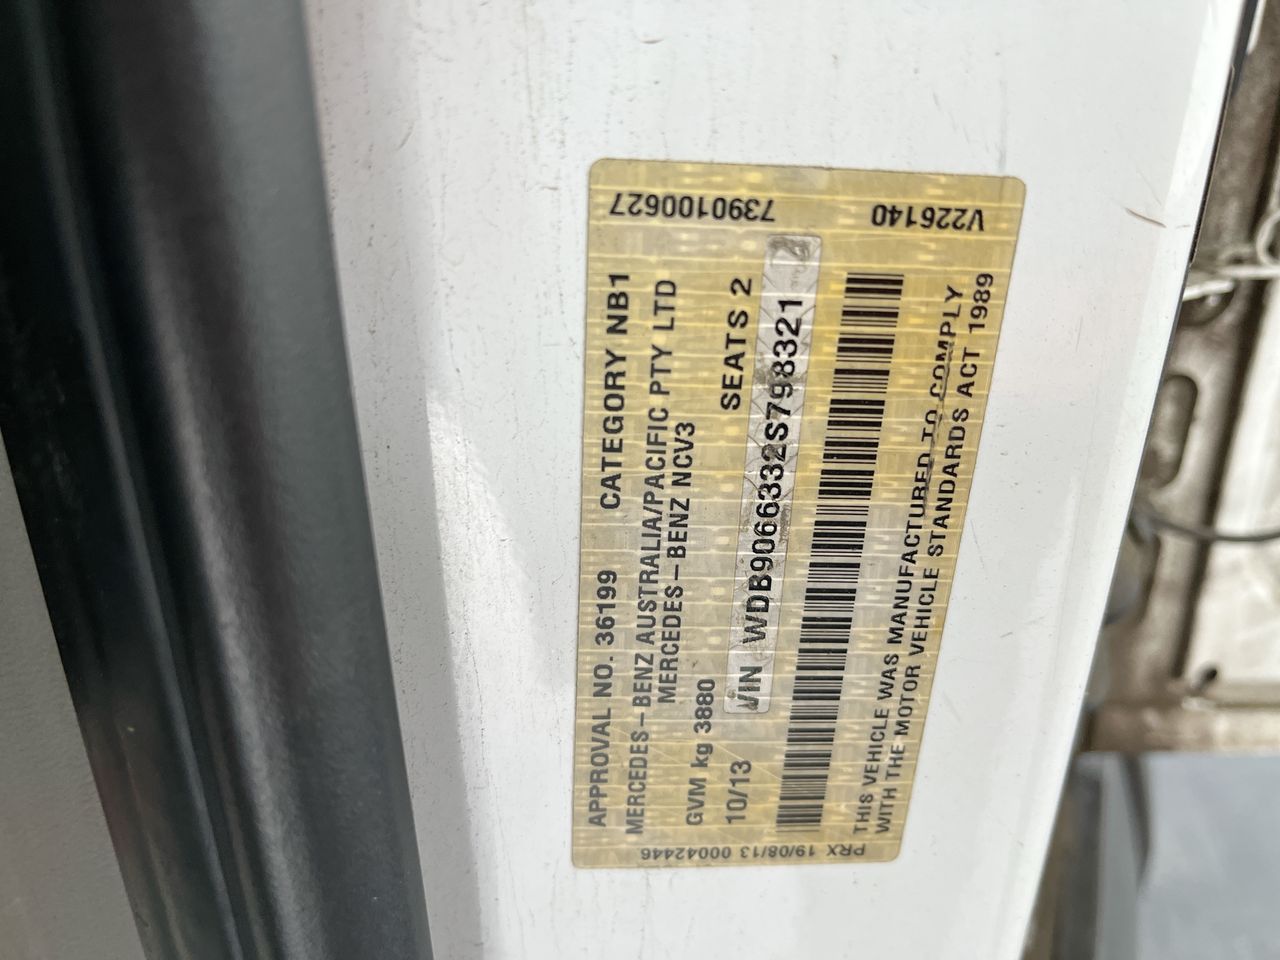 APPROVAL NO. 36199 CATEGORY NB1
MERCEDES-BENZ AUSTRALIA/PACIFIC PTY LTD
MERCEDES-BENZ NCV3
GVM kg 3880
10/13 SEATS 2
VIN WDB9066332S798321
THIS VEHICLE WAS MANUFACTURED TO COMPLY
WITH THE MOTOR VEHICLE STANDARDS ACT 1989
7390100627
V226140
PRX 19/08/13 00042446